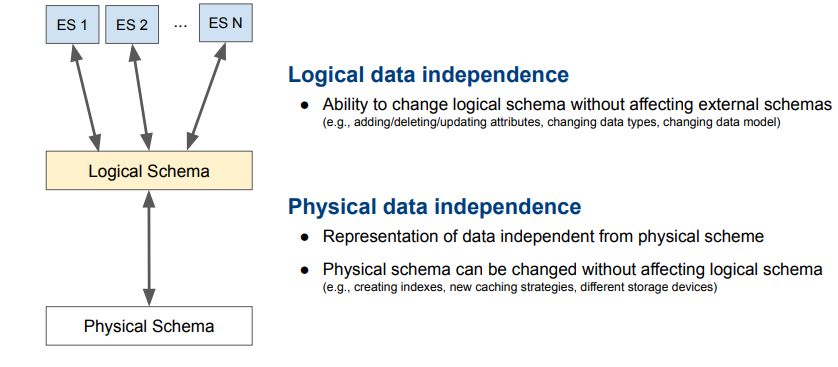 ES 1
ES 2
...
ES N
Logical Schema
Physical Schema
Logical data independence
● Ability to change logical schema without affecting external schemas
(e.g., adding/deleting/updating attributes, changing data types, changing data model)
Physical data independence
● Representation of data independent from physical scheme
● Physical schema can be changed without affecting logical schema
(e.g., creating indexes, new caching strategies, different storage devices)